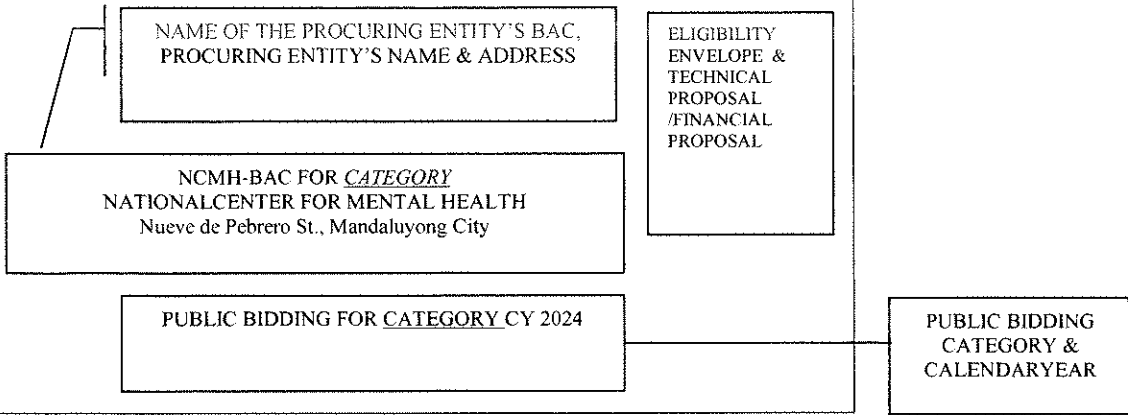 NAME OF THE PROCURING ENTITY'S BAC,
PROCURING ENTITY'S NAME & ADDRESS
ELIGIBILITY
ENVELOPE &
TECHNICAL
PROPOSAL
/FINANCIAL
PROPOSAL
NCMH-BAC FOR CATEGORY
NATIONALCENTER FOR MENTAL HEALTH
Nueve de Pebrero St., Mandaluyong City
PUBLIC BIDDING FOR CATEGORY CY 2024
PUBLIC BIDDING
CATEGORY &
CALENDARYEAR